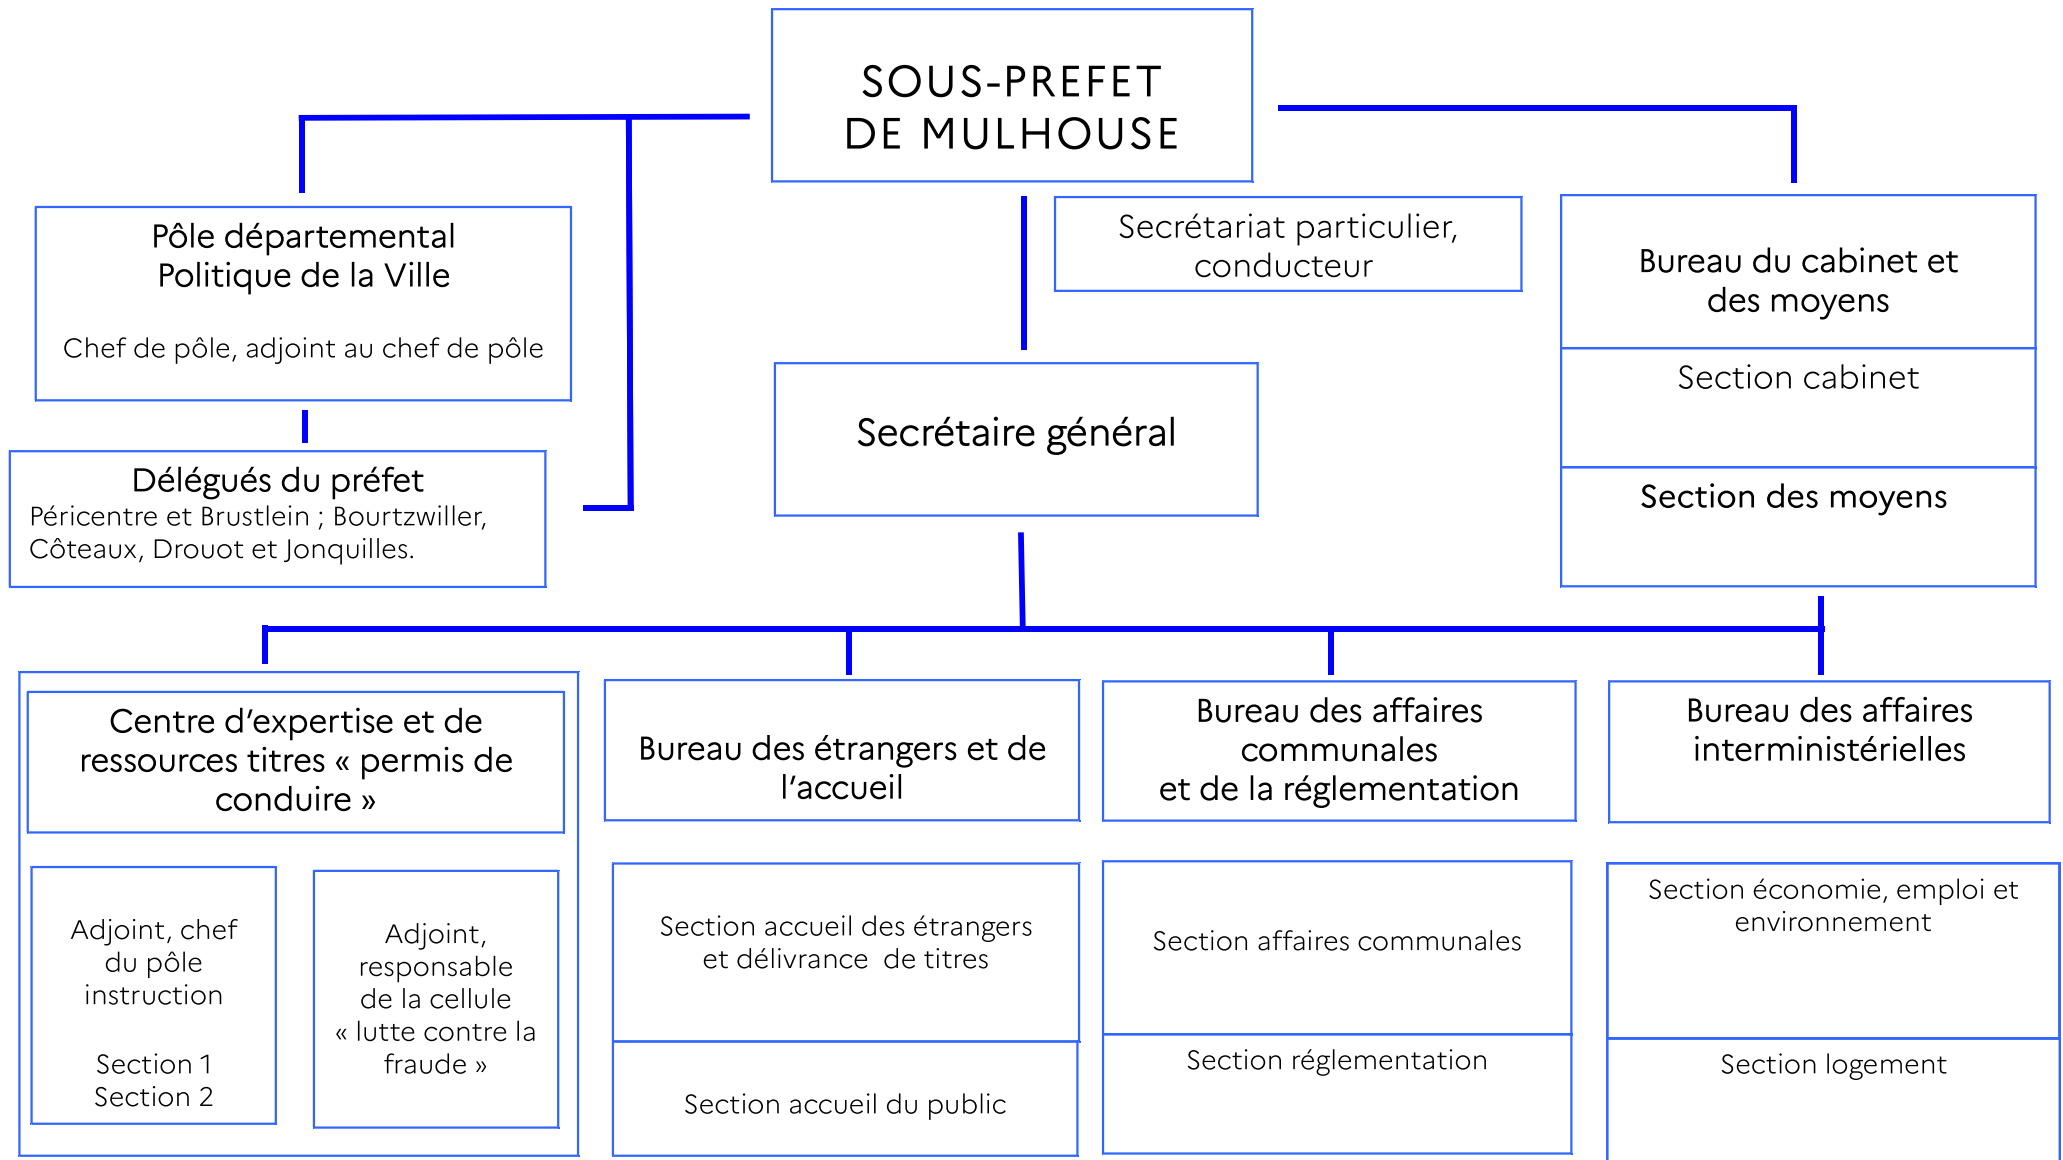 SOUS-PREFET
DE MULHOUSE
Pôle départemental
Politique de la Ville
Chef de pôle, adjoint au chef de pôle
Secrétariat particulier,
conducteur
Bureau du cabinet et
des moyens
Section cabinet
Section des moyens
Secrétaire général
Délégués du préfet
Péricentre et Brustlein ; Bourtzwiller,
Côteaux, Drouot et Jonquilles.
Centre d’expertise et de
ressources titres « permis de
conduire »
Adjoint, chef
du pôle
instruction
Section 1
Section 2
Adjoint,
responsable
de la cellule
« lutte contre la
fraude »
Bureau des étrangers et de
l’accueil
Section accueil des étrangers
et délivrance  de titres
Section accueil du public
Bureau des affaires
communales
et de la réglementation
Section affaires communales
Section réglementation
Bureau des affaires
interministérielles
Section économie, emploi et
environnement
Section logement